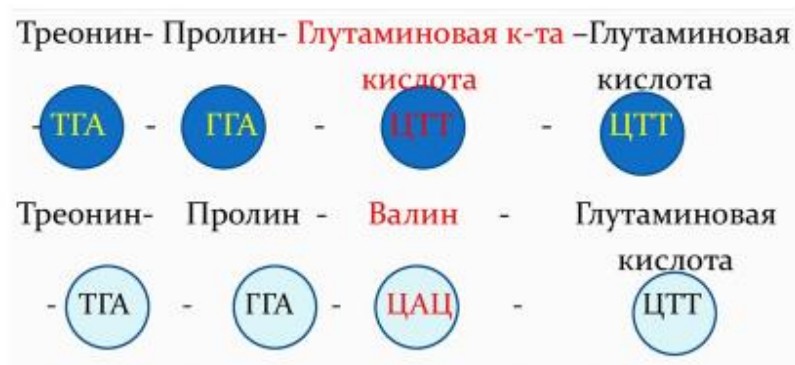 Треонин- Пролин- Глутаминовая к-та –Глутаминовая
кислота кислота
- ТГА - ГГА - ЦТТ - ЦТТ
Треонин- Пролин - Валин - Глутаминовая
кислота
- ТГА - ГГА - ЦАЦ - ЦТТ